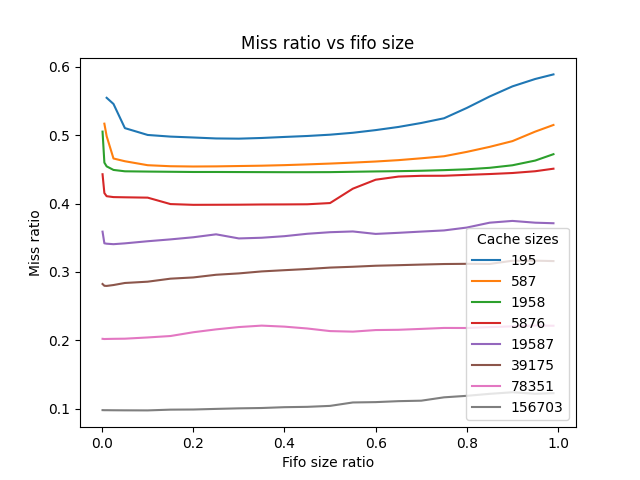 Miss ratio vs fifo size
Miss ratio
0.6
0.5
0.4
0.3
0.2
0.1
Cache sizes
195
587
1958
5876
19587
39175
78351
156703
0.0 0.2 0.4 0.6 0.8 1.0
Fifo size ratio